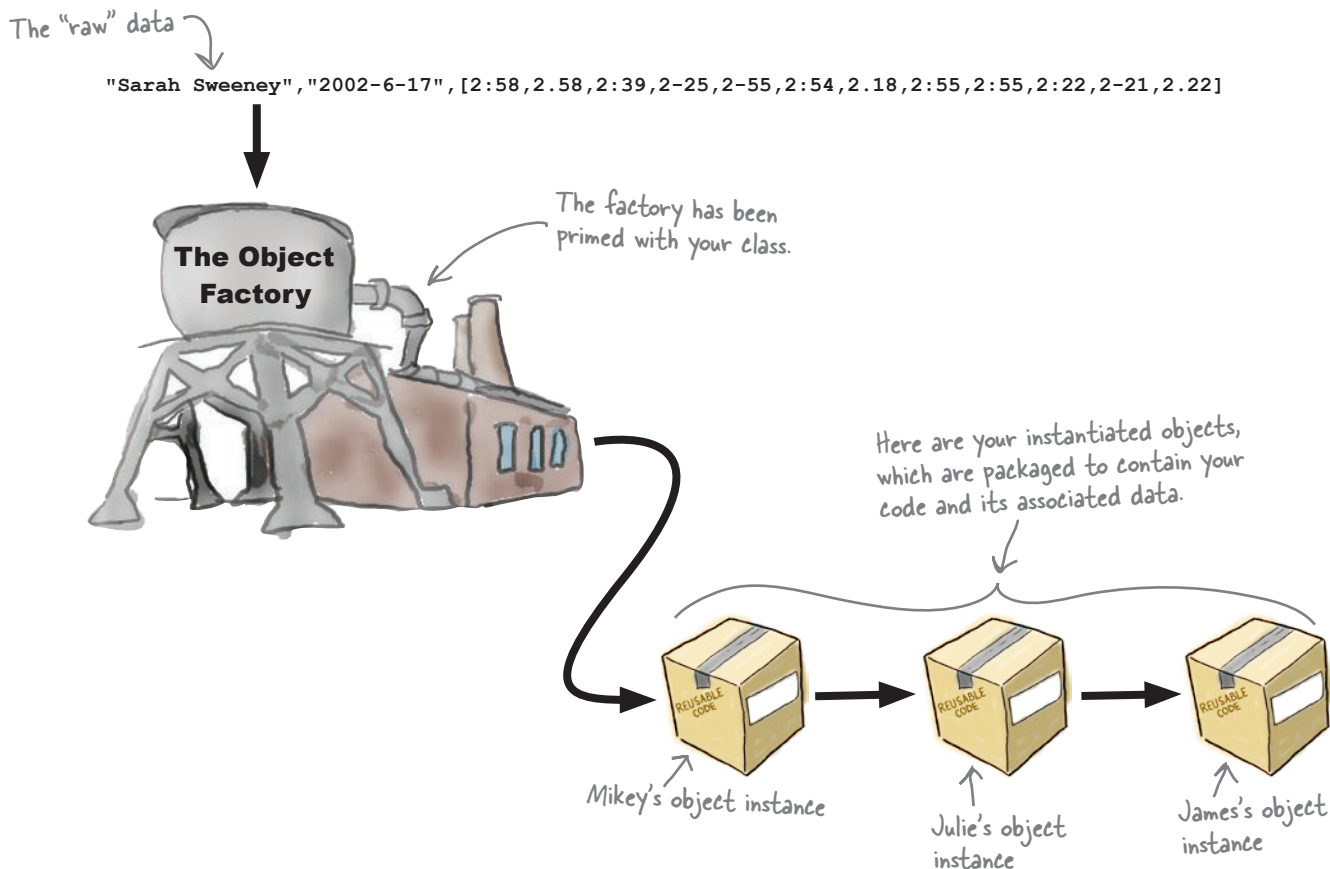 The "raw" data
"Sarah Sweeney","2002-6-17",[2:58,2.58,2:39,2-25,2-55,2:54,2.18,2:55,2:55,2:22,2-21,2.22]
The factory has been
primed with your class.
The Object
Factory
Here are your instantiated objects,
which are packaged to contain your
code and its associated data.
REUSABLE
CODE
REUSABLE
CODE
REUSABLE
CODE
Mikey's object instance
Julie's object
instance
James's object
instance